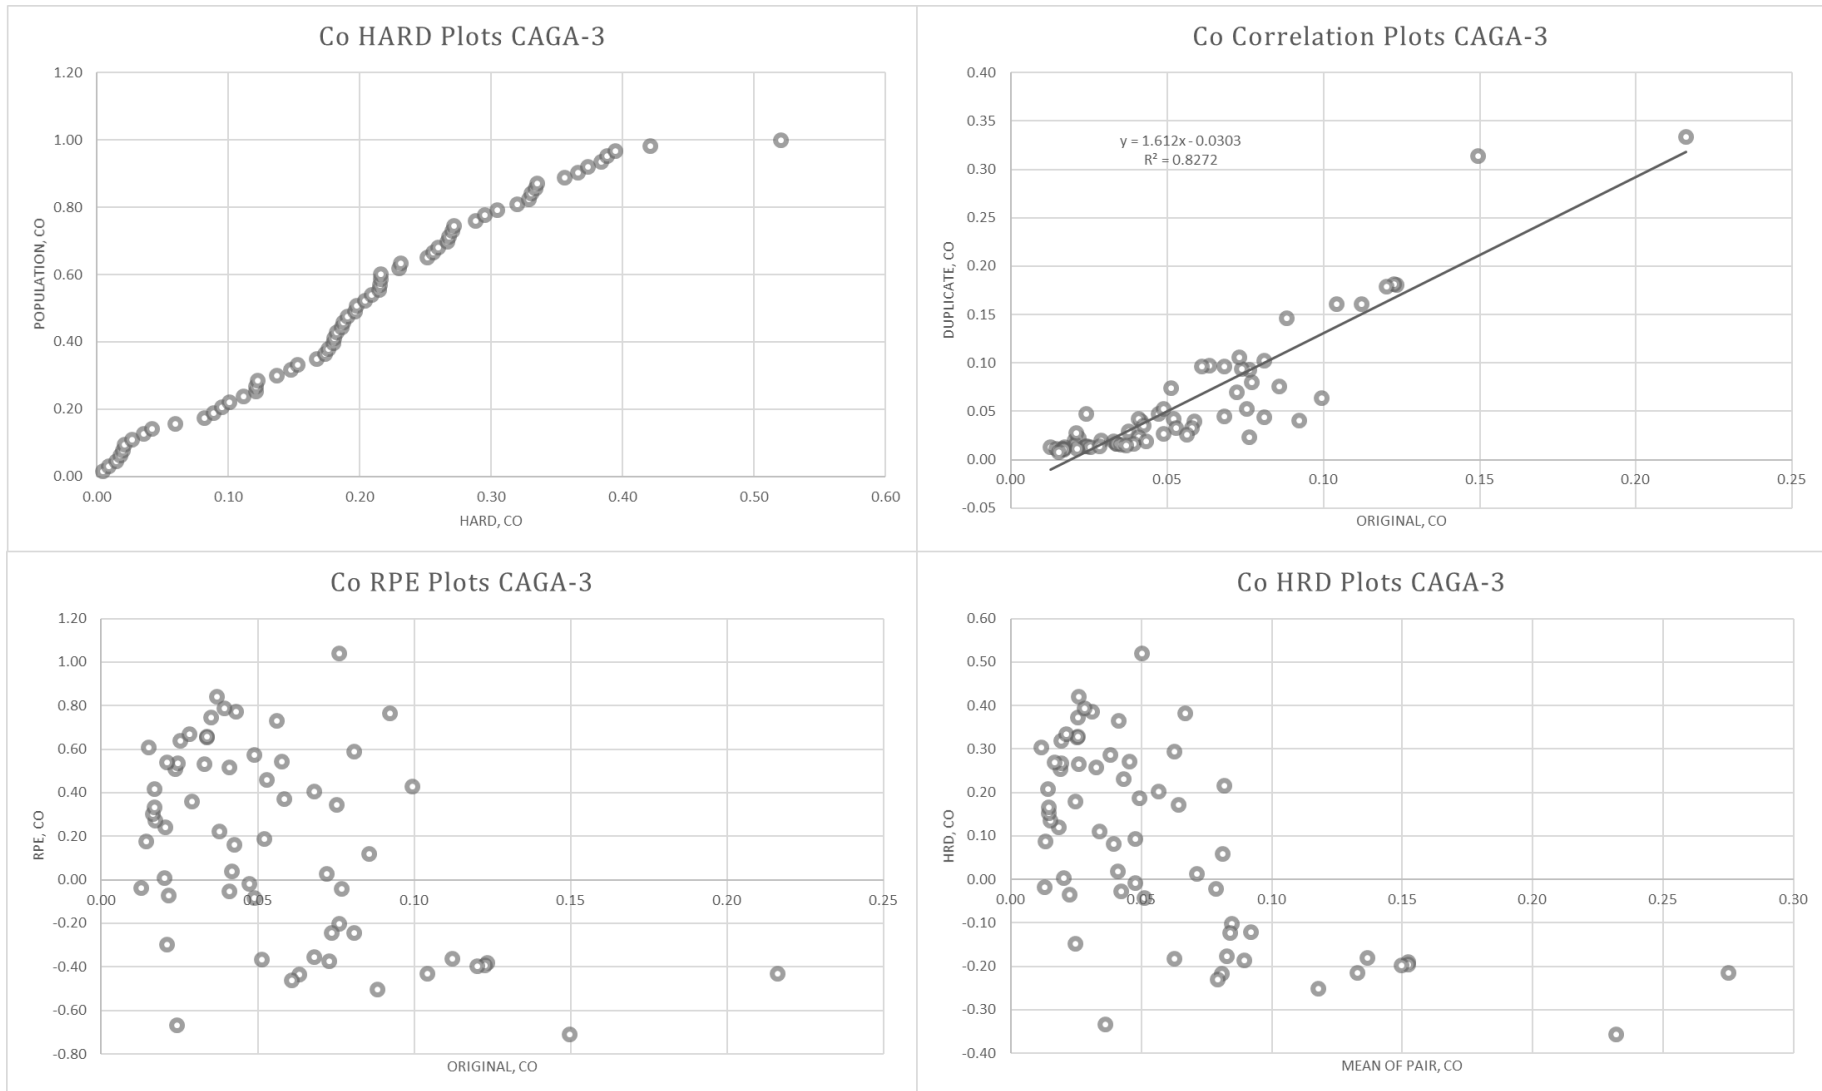 Co HARD Plots CAGA-3
1.20
1.00
0.80
0.60
0.40
0.20
0.00
POPULATION, CO
0.00 0.10 0.20 0.30 0.40 0.50 0.60
HARD, CO
Co Correlation Plots CAGA-3
0.40
0.35
0.30
0.25
0.20
0.15
0.10
0.05
0.00
-0.05
DUPLICATE, CO
y = 1.612x - 0.0303
R² = 0.8272
0.00 0.05 0.10 0.15 0.20 0.25
ORIGINAL, CO
Co RPE Plots CAGA-3
1.20
1.00
0.80
0.60
0.40
0.20
0.00
-0.20
-0.40
-0.60
-0.80
RPE, CO
0.00 0.05 0.10 0.15 0.20 0.25
ORIGINAL, CO
Co HRD Plots CAGA-3
0.60
0.50
0.40
0.30
0.20
0.10
0.00
-0.10
-0.20
-0.30
-0.40
HRD, CO
0.00 0.05 0.10 0.15 0.20 0.25 0.30
MEAN OF PAIR, CO